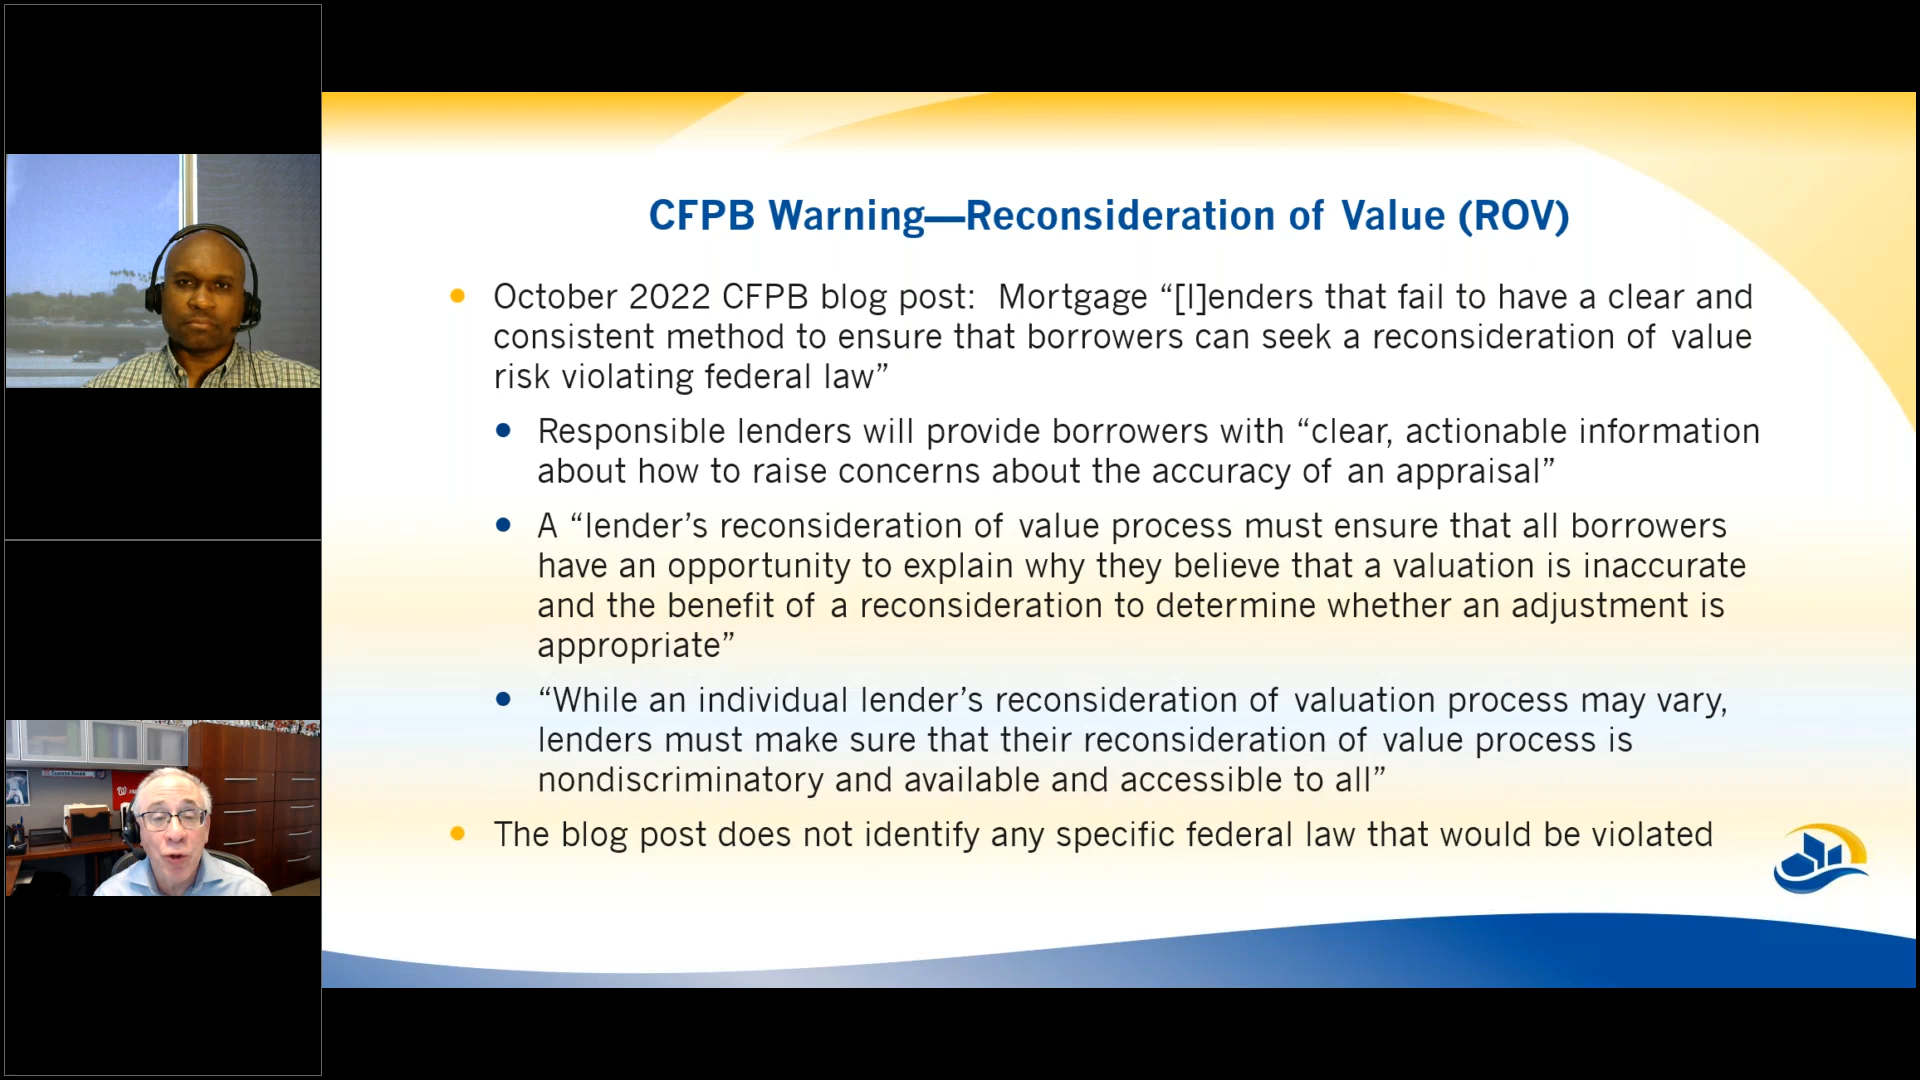 CFPB Warning—Reconsideration of Value (ROV)
October 2022 CFPB blog post:  Mortgage “[l]enders that fail to have a clear and
consistent method to ensure that borrowers can seek a reconsideration of value
risk violating federal law”
Responsible lenders will provide borrowers with “clear, actionable information
about how to raise concerns about the accuracy of an appraisal”
A “lender’s reconsideration of value process must ensure that all borrowers
have an opportunity to explain why they believe that a valuation is inaccurate
and the benefit of a reconsideration to determine whether an adjustment is
appropriate”
“While an individual lender’s reconsideration of valuation process may vary,
lenders must make sure that their reconsideration of value process is
nondiscriminatory and available and accessible to all”
The blog post does not identify any specific federal law that would be violated